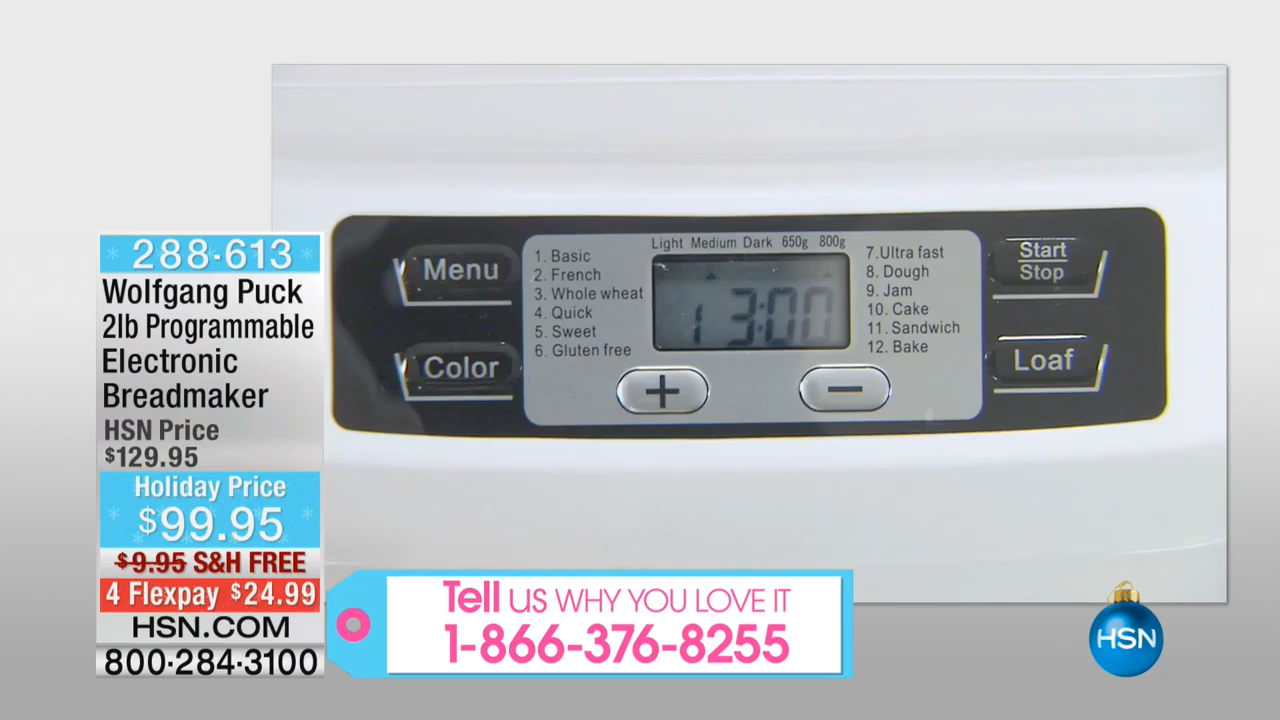 288-613
Wolfgang Puck
2lb Programmable
Electronic
Breadmaker
HSN Price
$129.95
Holiday Price
$99.95
$9.95 S&H FREE
4 Flexpay $24.99
HSN.COM
800·284·3100
Menu
Color
1. Basic
2. French
3. Whole wheat
4. Quick
5. Sweet
6. Gluten free
Light Medium Dark 650g 800g
1 3:00
+
−
7.Ultra fast
8. Dough
9. Jam
10. Cake
11. Sandwich
12. Bake
Start
Stop
Loaf
Tell US WHY YOU LOVE IT
1-866-376-8255
HSN